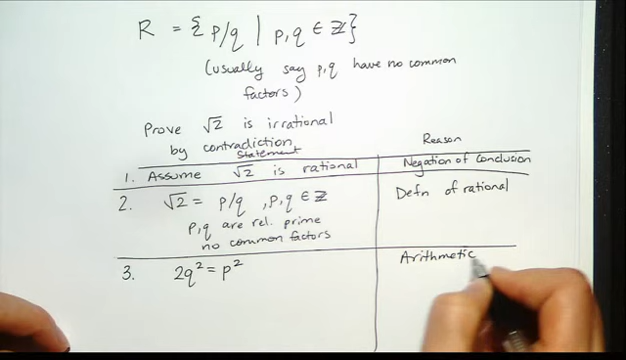 R = { p/q | p, q ∈ ℤ }
(usually say p,q have no common
factors)
Prove √2 is irrational
by contradiction
Statement
Reason
1. Assume √2 is rational
Negation of Conclusion
2. √2 = p/q , p, q ∈ ℤ
Defn of rational
p, q are rel. prime
no common factors
3. 2q² = p²
Arithmetic